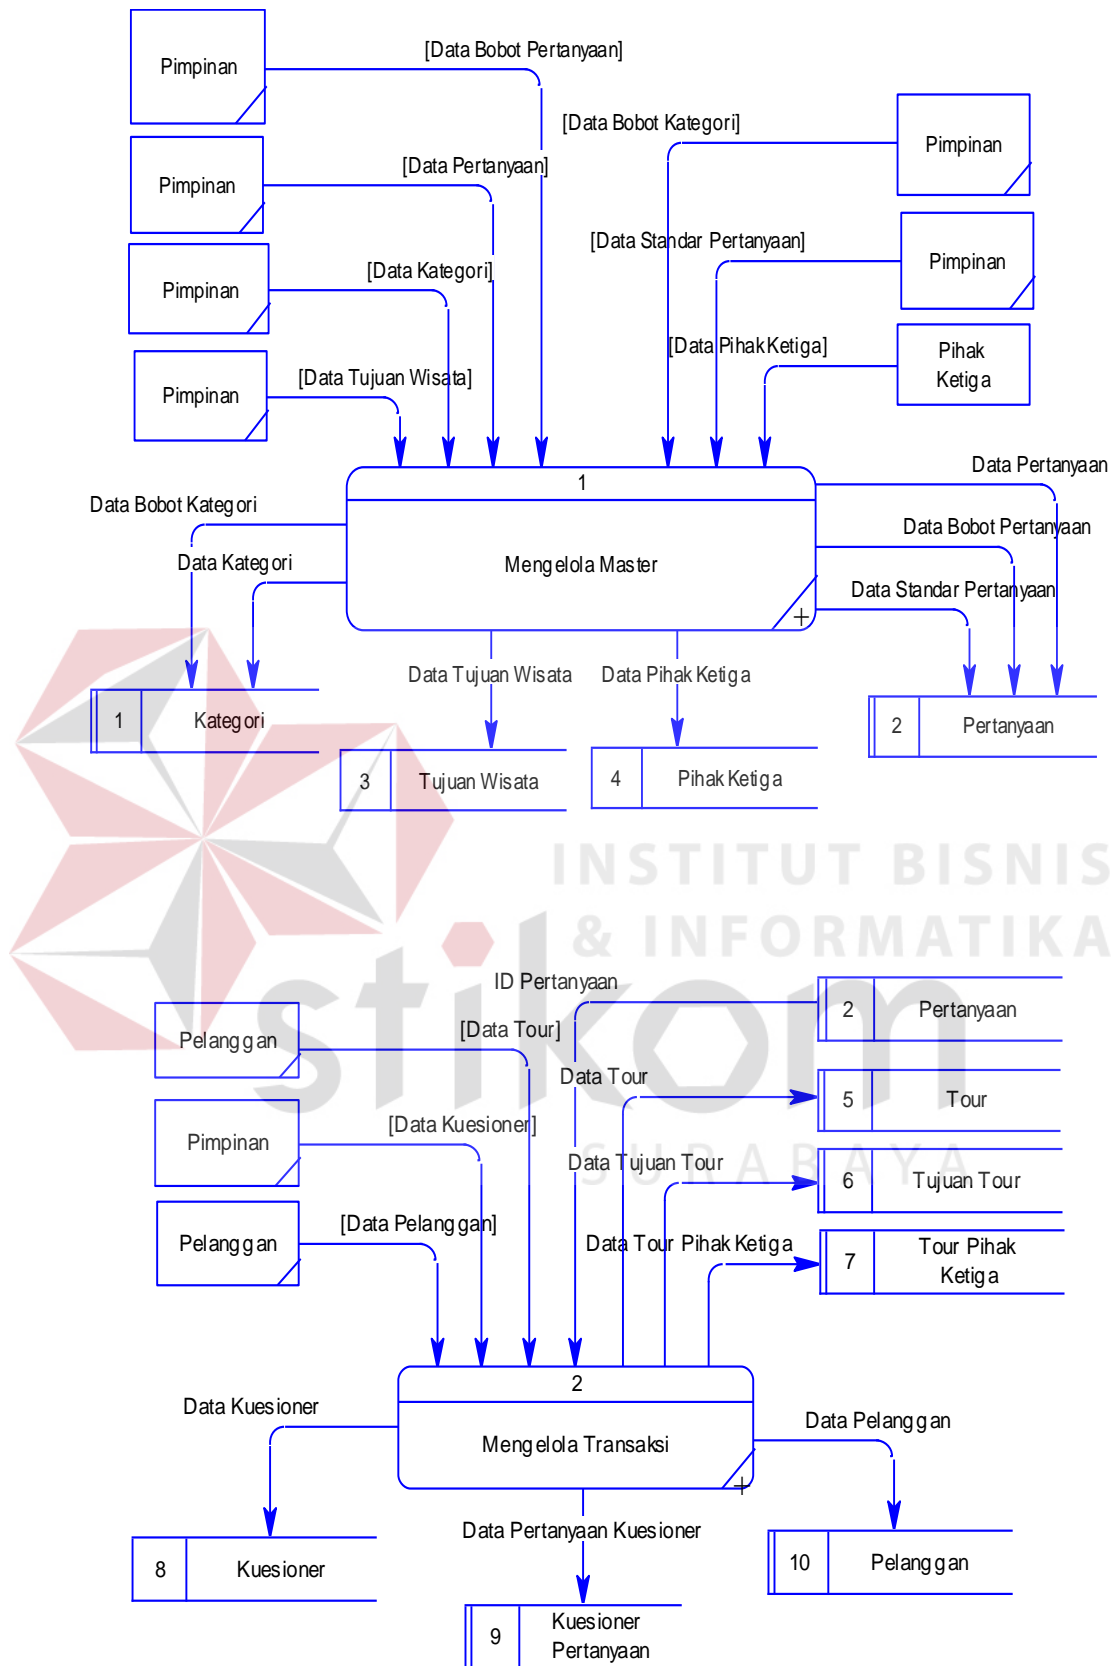 Pimpinan
[Data Bobot Pertanyaan]
[Data Bobot Kategori]
Pimpinan
Pimpinan
[Data Pertanyaan]
[Data Standar Pertanyaan]
Pimpinan
Pimpinan
[Data Kategori]
[Data Pihak Ketiga]
Pihak
Ketiga
Pimpinan
[Data Tujuan Wisata]
1
Mengelola Master
Data Pertanyaan
Data Bobot Kategori
Data Bobot Pertanyaan
Data Kategori
Data Standar Pertanyaan
Data Tujuan Wisata
Data Pihak Ketiga
1
Kategori
2
Pertanyaan
3
Tujuan Wisata
4
Pihak Ketiga
INSTITUT BISNIS
& INFORMATIKA
stikom
SURABAYA
ID Pertanyaan
2
Pertanyaan
Pelanggan
[Data Tour]
Data Tour
5
Tour
Pimpinan
[Data Kuesioner]
Data Tujuan Tour
6
Tujuan Tour
Pelanggan
[Data Pelanggan]
Data Tour Pihak Ketiga
7
Tour Pihak
Ketiga
2
Mengelola Transaksi
Data Kuesioner
Data Pelanggan
Data Pertanyaan Kuesioner
8
Kuesioner
10
Pelanggan
9
Kuesioner
Pertanyaan